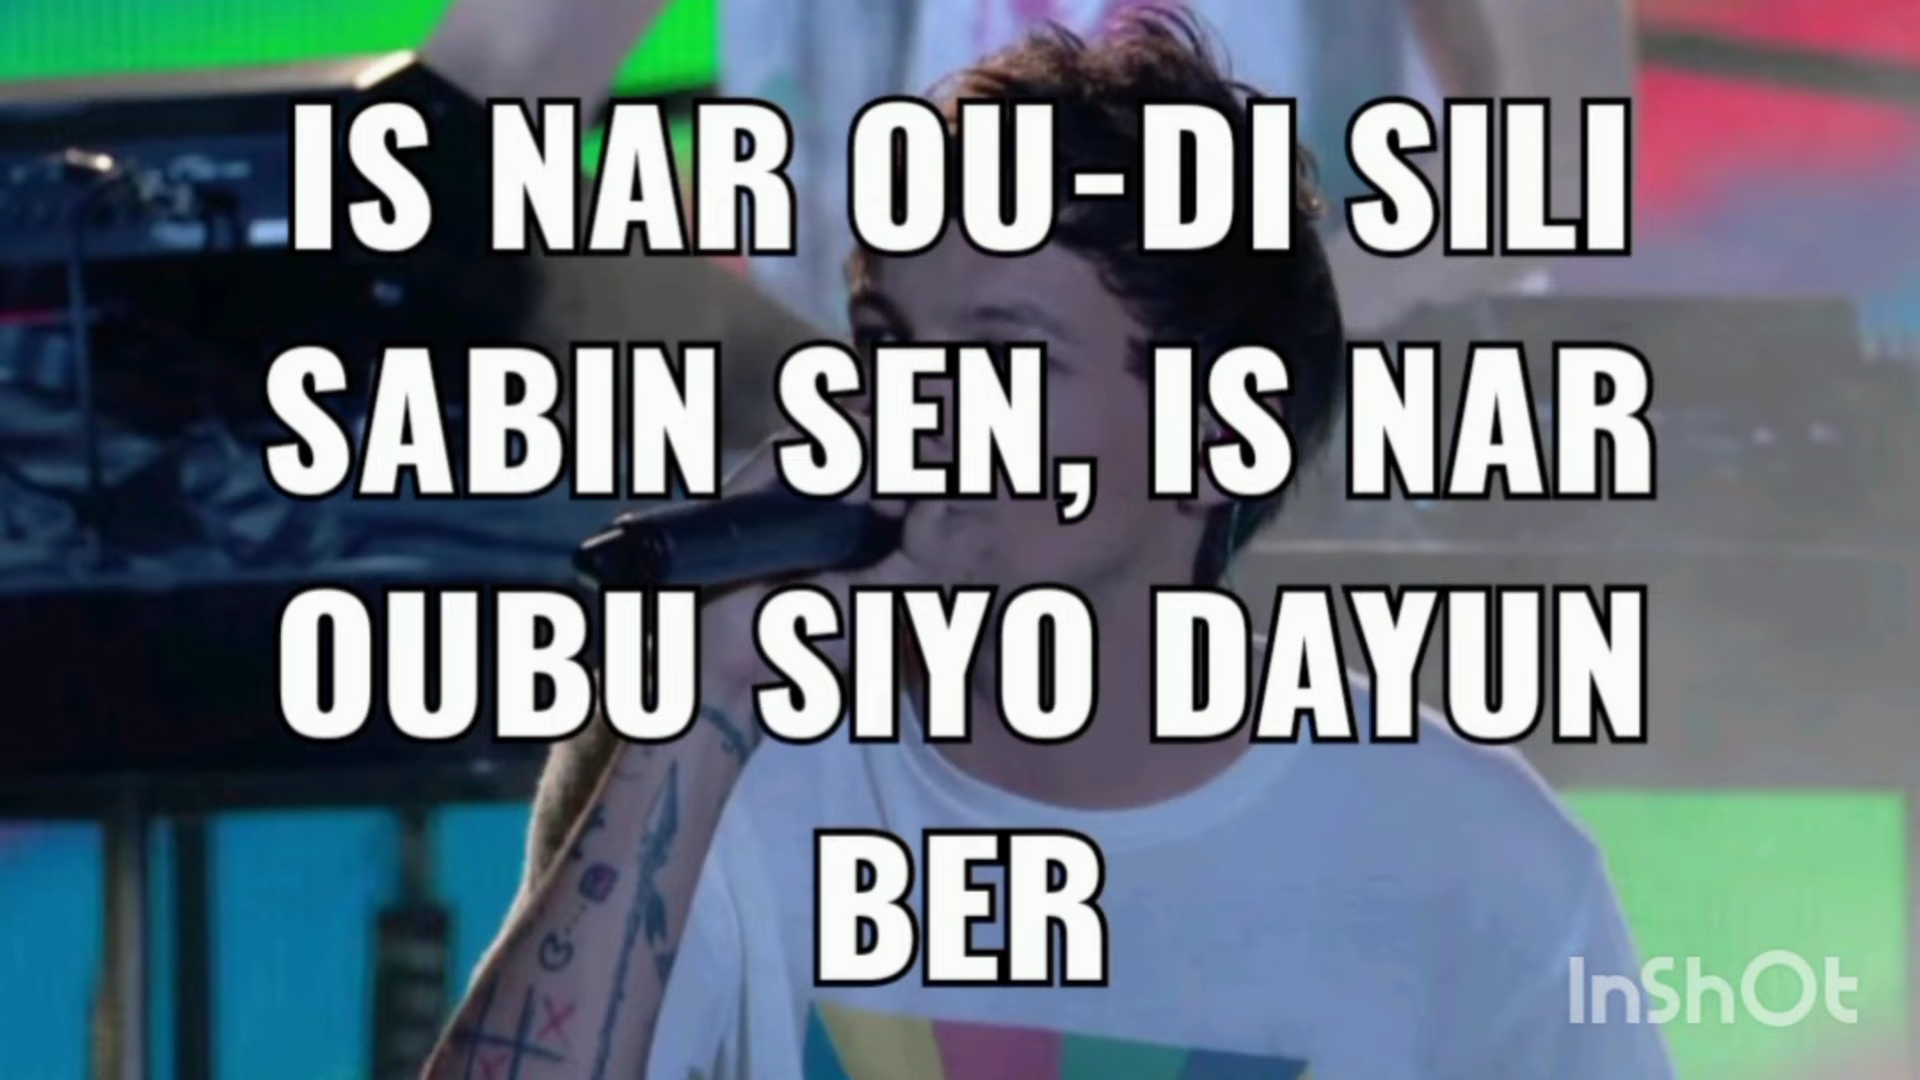 IS NAR OU-DI SILI
SABIN SEN, IS NAR
OUBU SIYO DAYUN
BER
InShOt